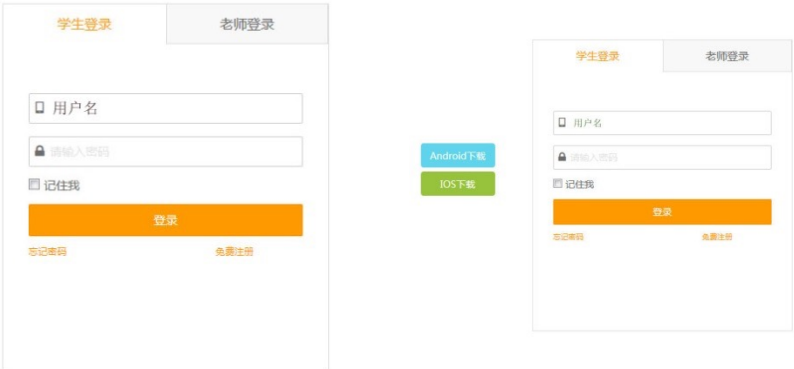 学生登录
老师登录
用户名
请输入密码
记住我
登录
忘记密码
免费注册
Android下载
IOS下载
学生登录
老师登录
用户名
请输入密码
记住我
登录
忘记密码
免费注册